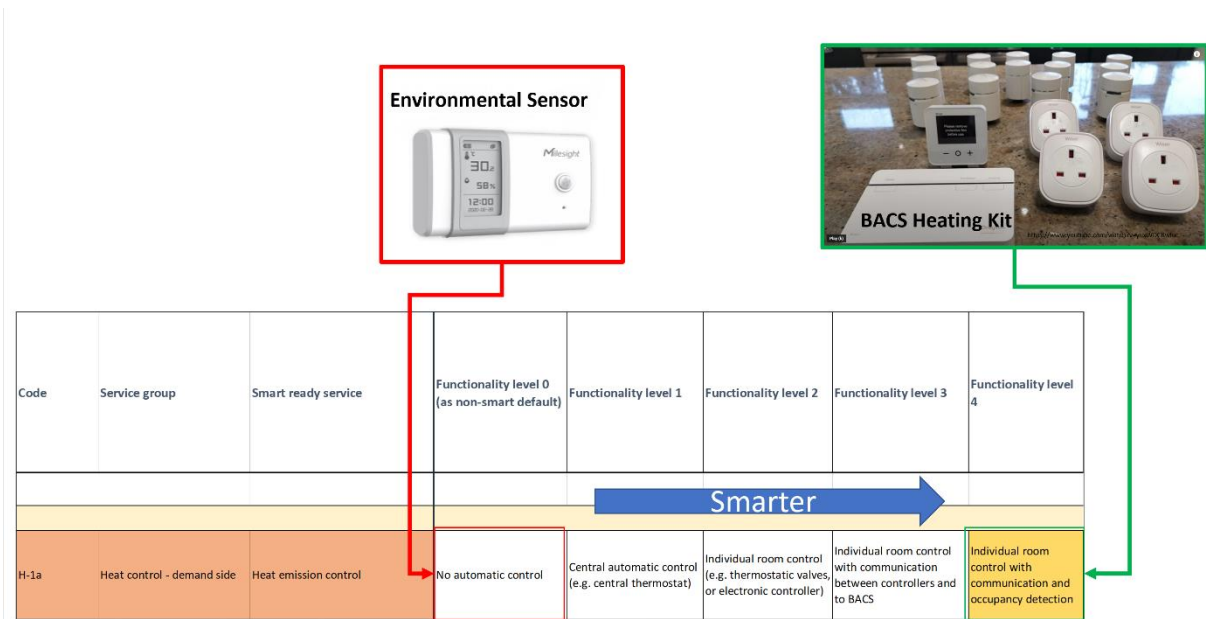 Environmental Sensor
Milesight
°C
30.2
58%
12:00
BACS Heating Kit
Code
Service group
Smart ready service
Functionality level 0
(as non-smart default)
Functionality level 1
Functionality level 2
Functionality level 3
Functionality level
4
Smarter
H-1a
Heat control - demand side
Heat emission control
No automatic control
Central automatic control
(e.g. central thermostat)
Individual room control
(e.g. thermostatic valves,
or electronic controller)
Individual room control
with communication
between controllers and
to BACS
Individual room
control with
communication and
occupancy detection